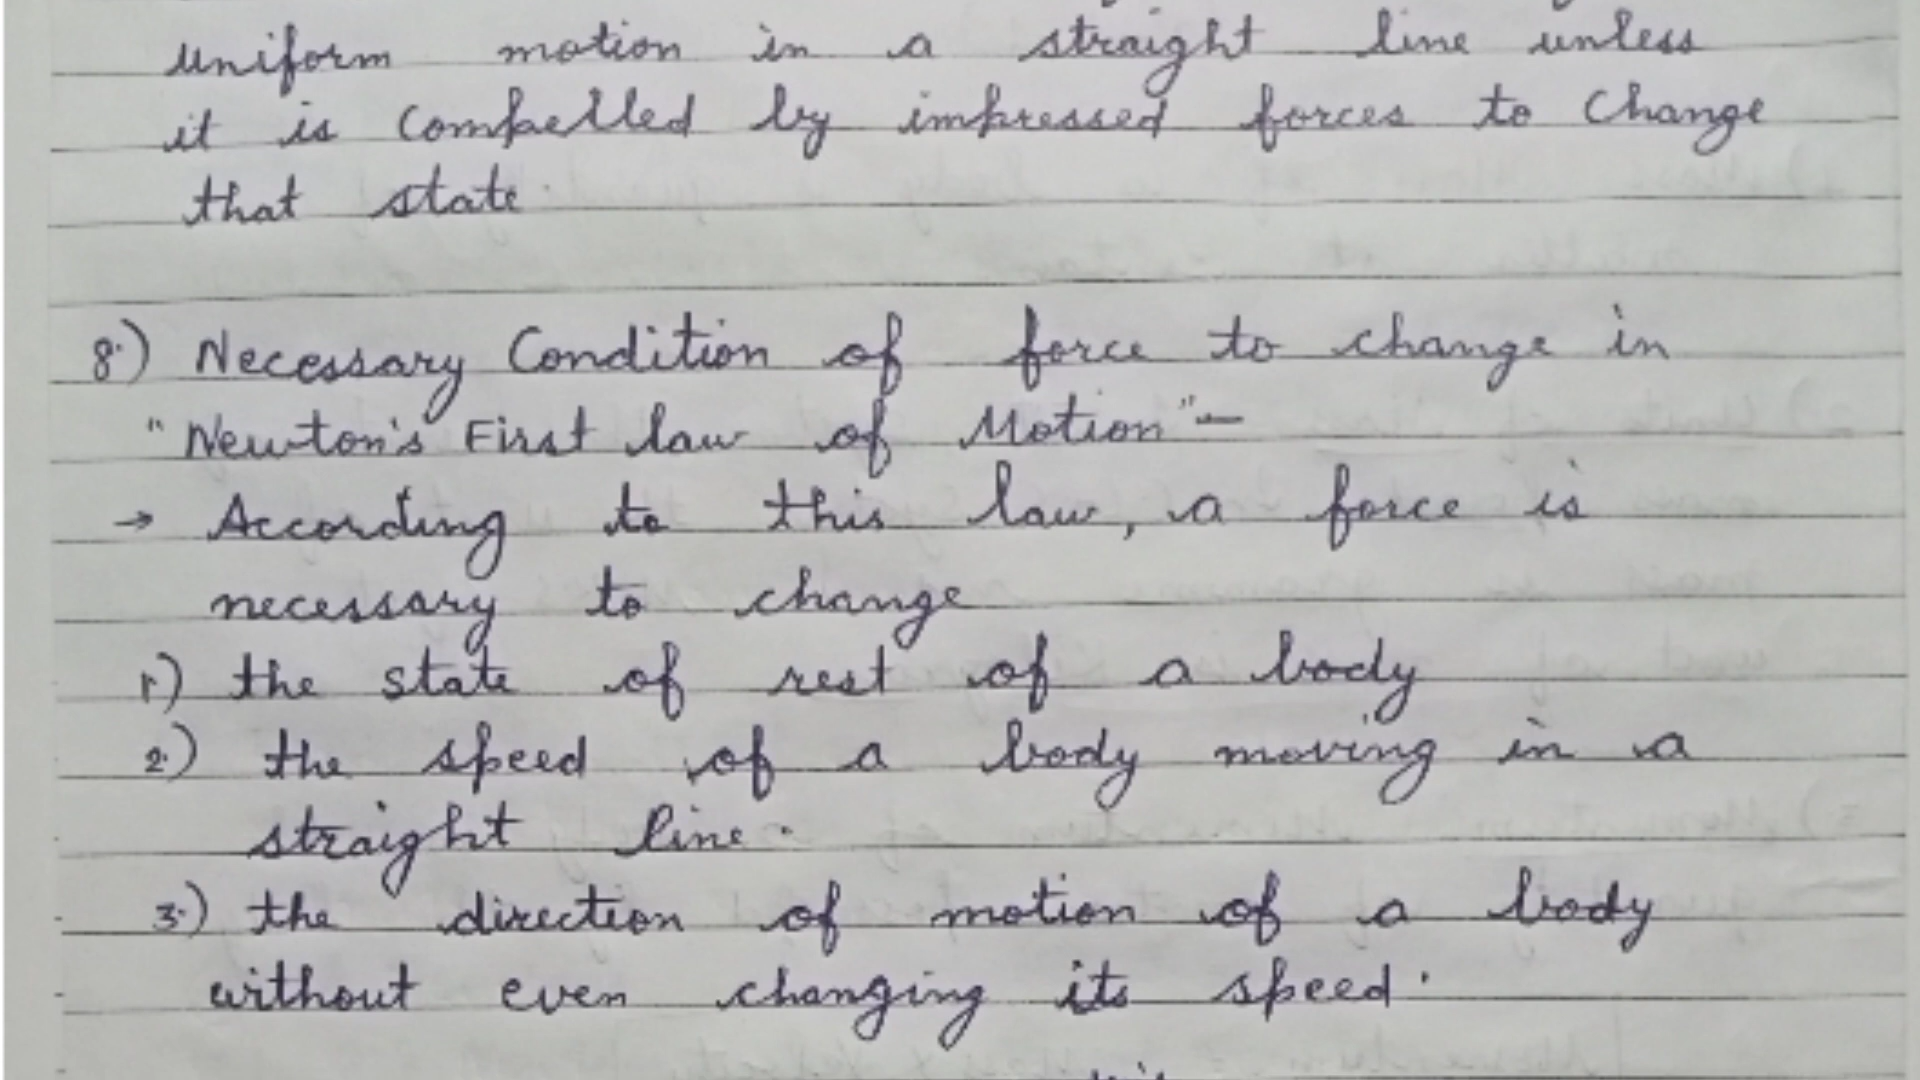 uniform motion in a straight line unless
it is Compelled by impressed forces to Change
that state
8.) Necessary Condition of force to change in
"Newton's First law of Motion" -
→ According to this law, a force is
necessary to change
1) the state of rest of a body
2.) the speed of a body moving in a
straight line.
3.) the direction of motion of a body
without even changing its speed.